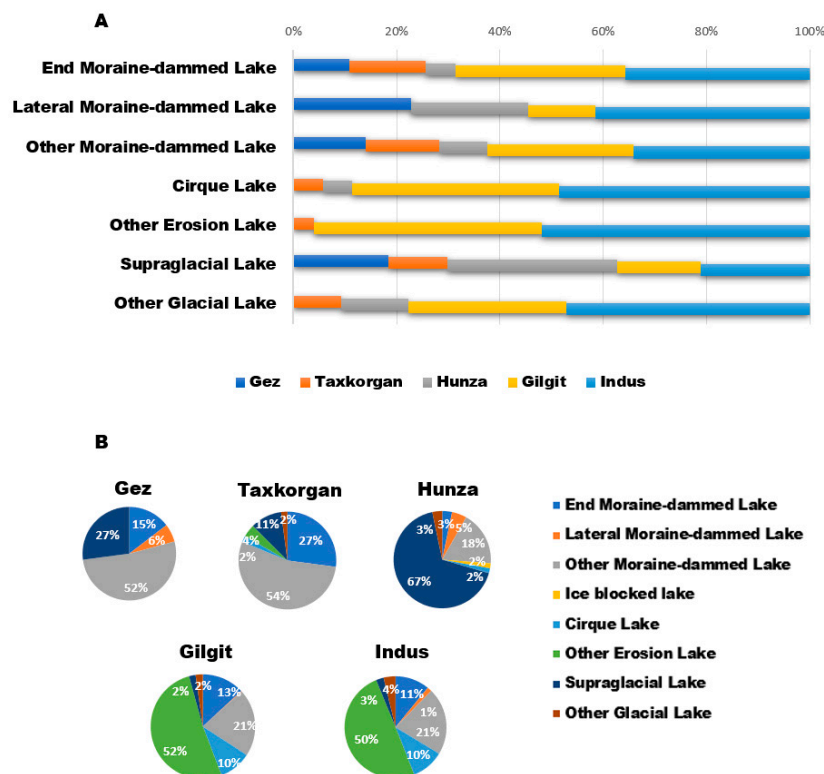 A
0% 20% 40% 60% 80% 100%
End Moraine-dammed Lake
Lateral Moraine-dammed Lake
Other Moraine-dammed Lake
Cirque Lake
Other Erosion Lake
Supraglacial Lake
Other Glacial Lake
Gez Taxkorgan Hunza Gilgit Indus
B
Gez
15%
6%
52%
27%
Taxkorgan
27%
54%
2%
4%
11%
2%
Hunza
3%
5%
18%
2%
2%
67%
3%
Gilgit
13%
21%
10%
52%
2%
2%
Indus
11%
1%
21%
10%
50%
3%
4%
End Moraine-dammed Lake
Lateral Moraine-dammed Lake
Other Moraine-dammed Lake
Ice blocked lake
Cirque Lake
Other Erosion Lake
Supraglacial Lake
Other Glacial Lake